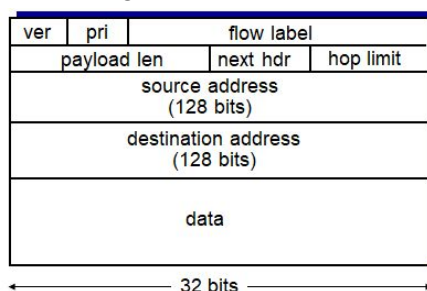 ver pri flow label
payload len next hdr hop limit
source address
(128 bits)
destination address
(128 bits)
data
32 bits